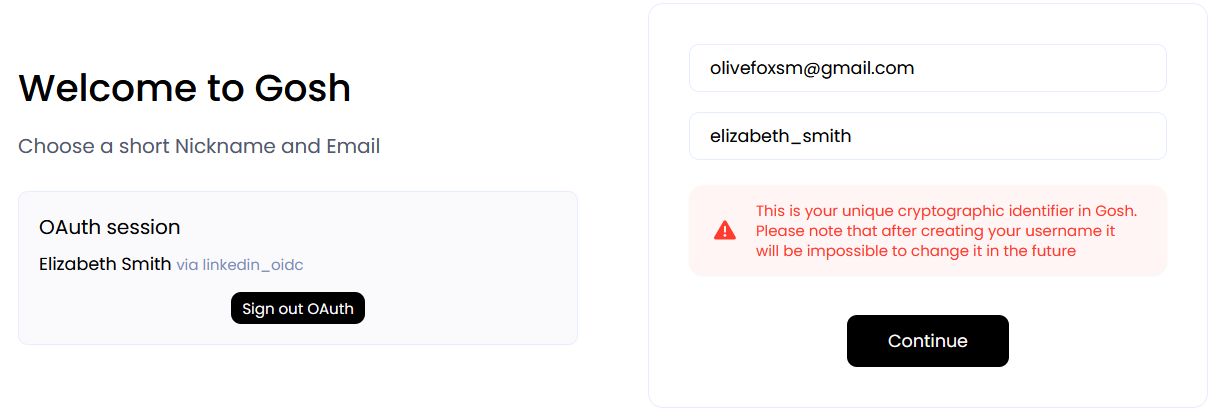 Welcome to Gosh
Choose a short Nickname and Email
OAuth session
Elizabeth Smith via linkedin_oidc
Sign out OAuth
olivefoxsm@gmail.com
elizabeth_smith
This is your unique cryptographic identifier in Gosh.
Please note that after creating your username it
will be impossible to change it in the future
Continue